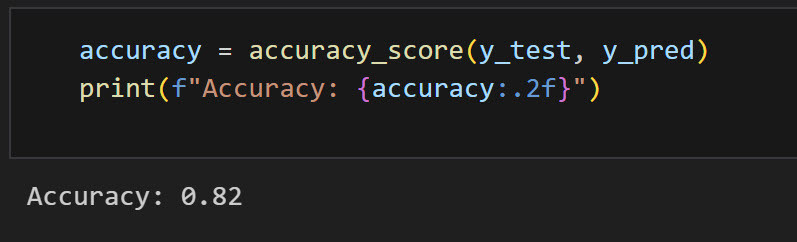 accuracy = accuracy_score(y_test, y_pred)
print(f"Accuracy: {accuracy:.2f}")
Accuracy: 0.82